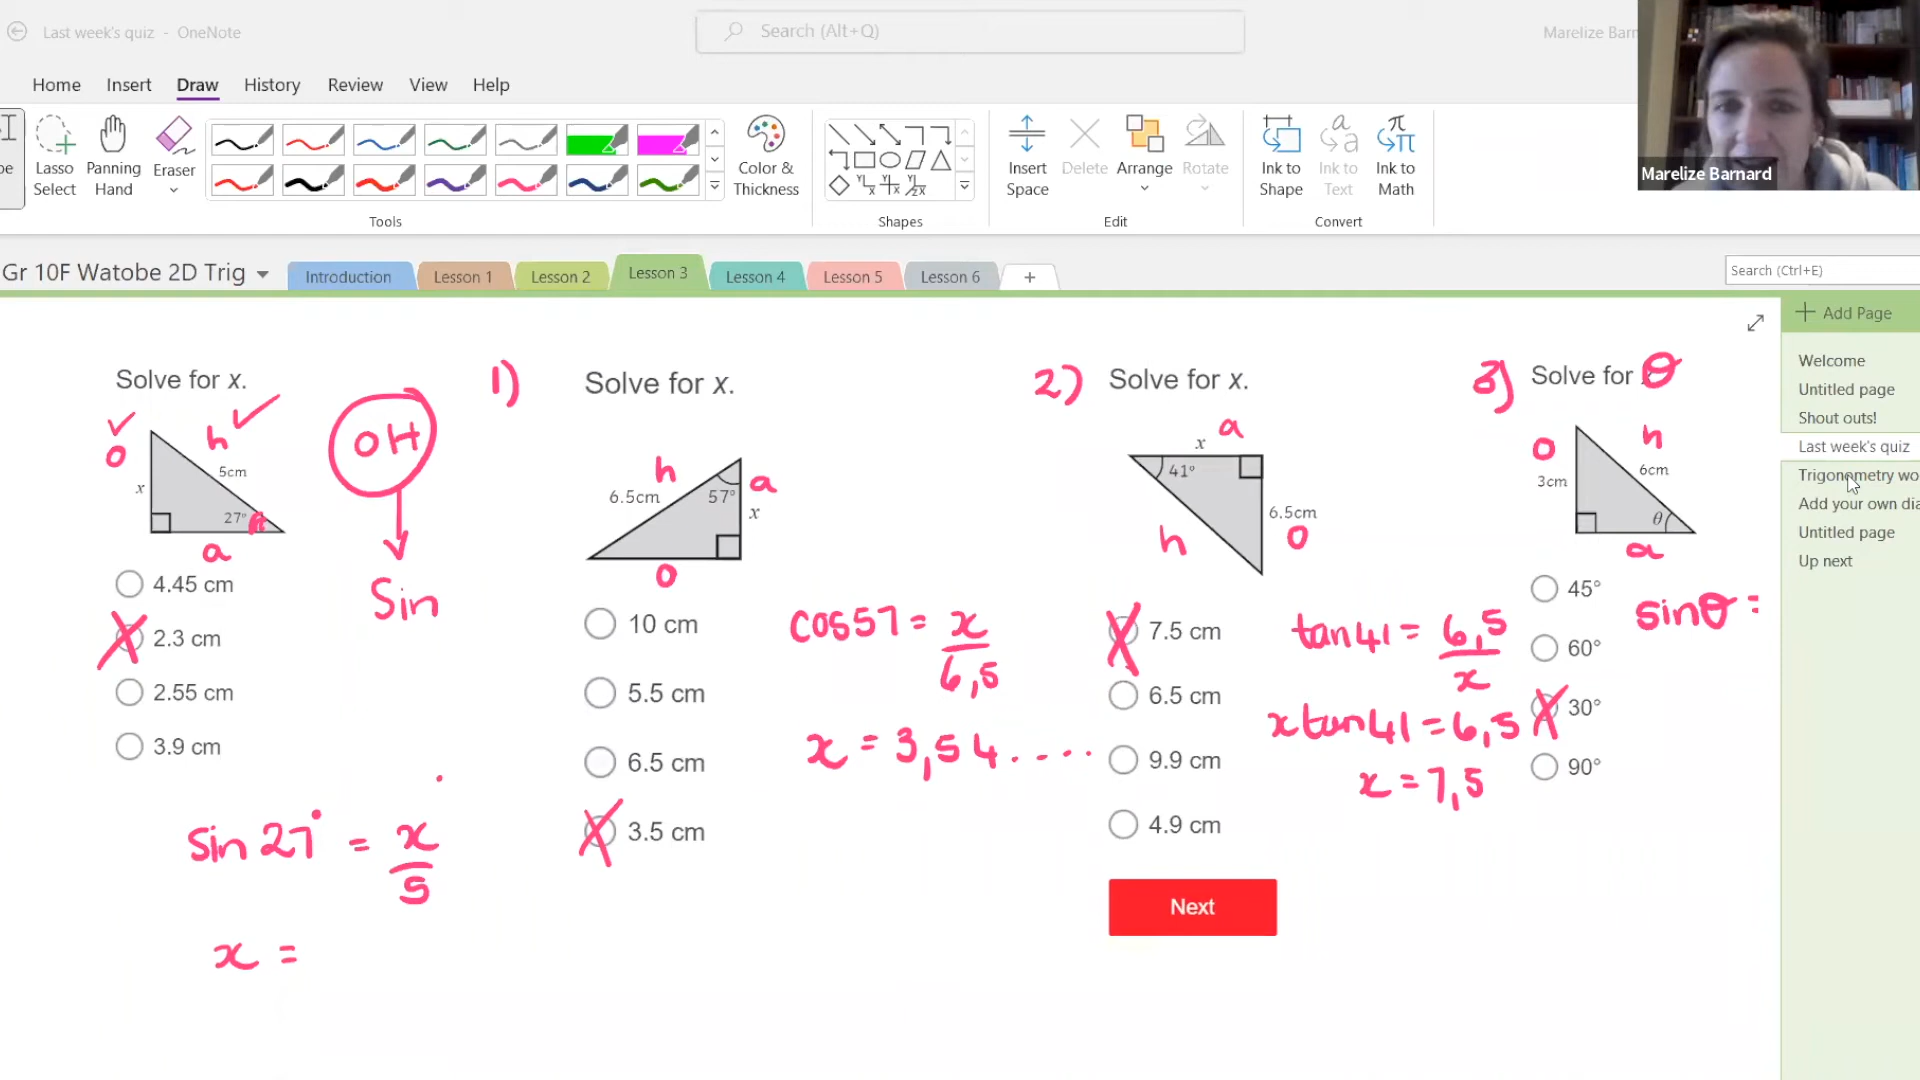 Last week's quiz - OneNote
Search (Alt+Q)
Marelize Barn
Marelize Barnard
Home Insert Draw History Review View Help
Lasso Select
Panning Hand
Eraser
Color & Thickness
Insert Space
Delete
Arrange
Rotate
Ink to Shape
Ink to Text
Ink to Math
Tools Shapes Edit Convert
Gr 10F Watobe 2D Trig
Introduction Lesson 1 Lesson 2 Lesson 3 Lesson 4 Lesson 5 Lesson 6 +
Search (Ctrl+E)
Add Page
Welcome
Untitled page
Shout outs!
Last week's quiz
Trigonometry wo
Add your own dia
Untitled page
Up next
Solve for x.
o
h
5cm
x
27°
a
OH
Sin
4.45 cm
2.3 cm
2.55 cm
3.9 cm
sin 27° = x/5
x =
1)
Solve for x.
h
6.5cm
57°
a
x
o
10 cm
5.5 cm
6.5 cm
3.5 cm
cos57 = x/6,5
x = 3,54....
2)
Solve for x.
a
x
41°
6.5cm
h
o
7.5 cm
6.5 cm
9.9 cm
4.9 cm
tan41 = 6,5/x
xtan41 = 6,5
x = 7,5
Next
3)
Solve for θ
o
h
3cm
6cm
θ
a
45°
60°
30°
90°
sinθ =